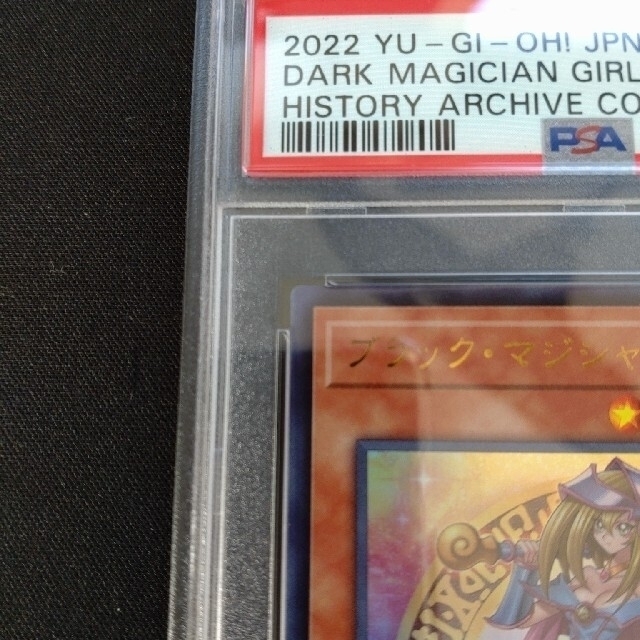 2022 YU-GI-OH! JPN
DARK MAGICIAN GIRL
HISTORY ARCHIVE CO
PSA
ブラック・マジシャ